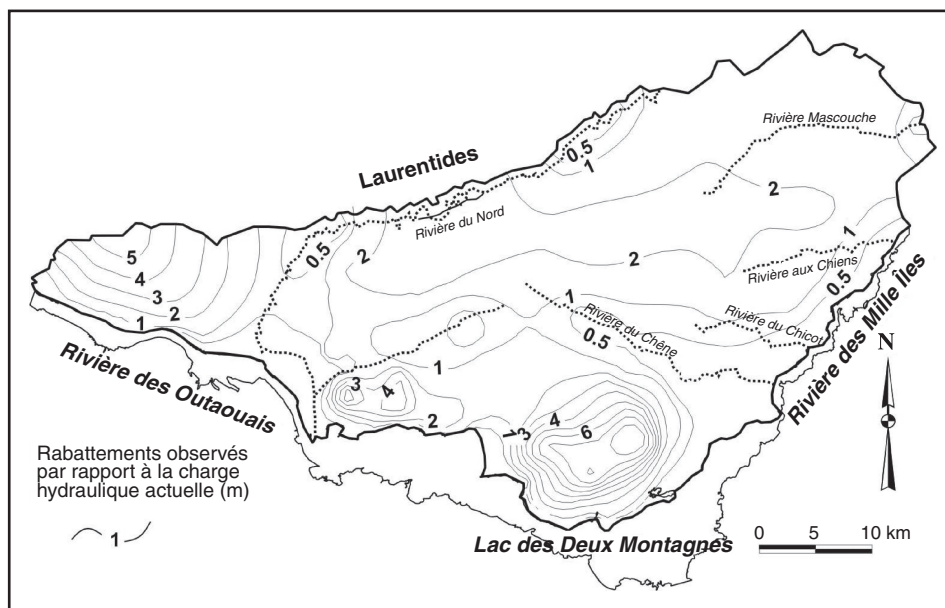 Rivière Mascouche
0.5
Laurentides
1
2
Rivière du Nord
1
5
0.5
2
4
2
Rivière aux Chiens
3
0.5
2
1
1
Rivière du Chêne
Rivière du Chicot
0.5
N
Rivière des Mille Îles
1
Rivière des Outaouais
3
4
2
4
1
3
6
Rabattements observés
par rapport à la charge
hydraulique actuelle (m)
1
0 5 10 km
Lac des Deux Montagnes